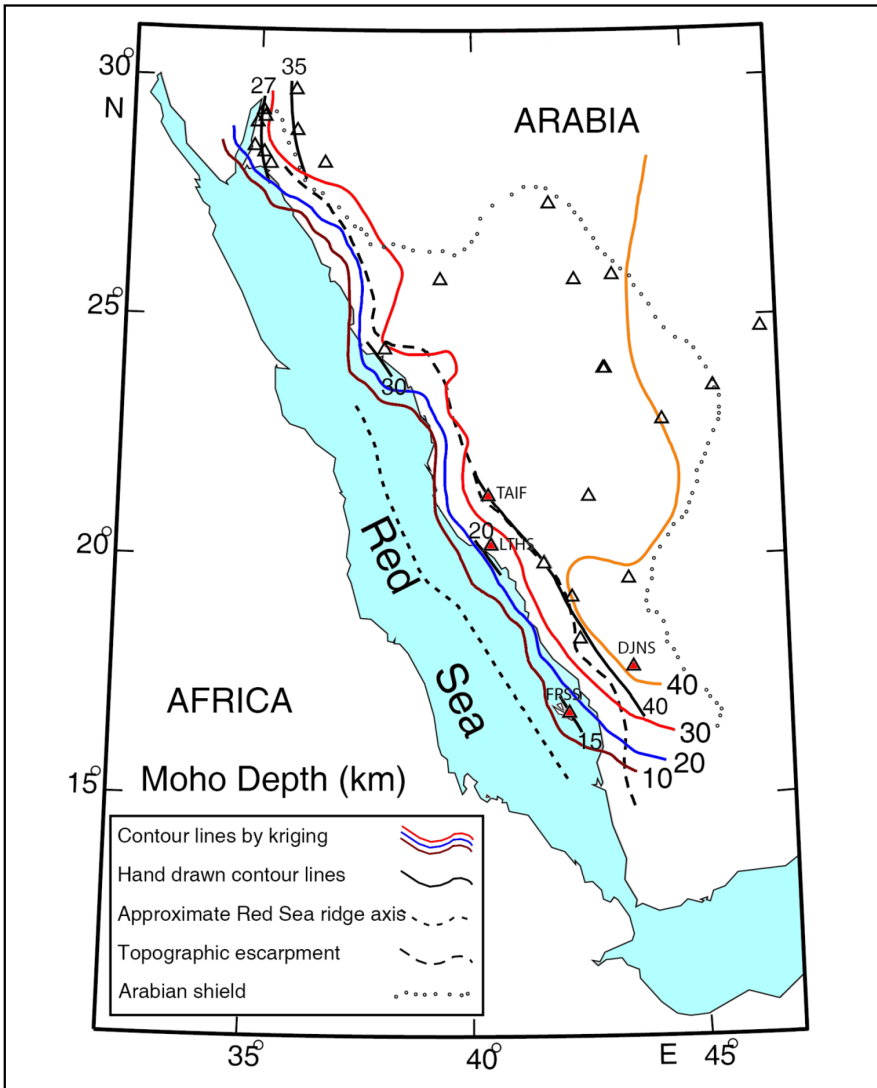 30°
N
27
35
ARABIA
25°
30
TAIF
20
LTHS
20°
Red
Sea
DJNS
FRSS
40
40
30
20
10
15
AFRICA
15°
Moho Depth (km)
Contour lines by kriging
Hand drawn contour lines
Approximate Red Sea ridge axis
Topographic escarpment
Arabian shield
35°
40°
E
45°